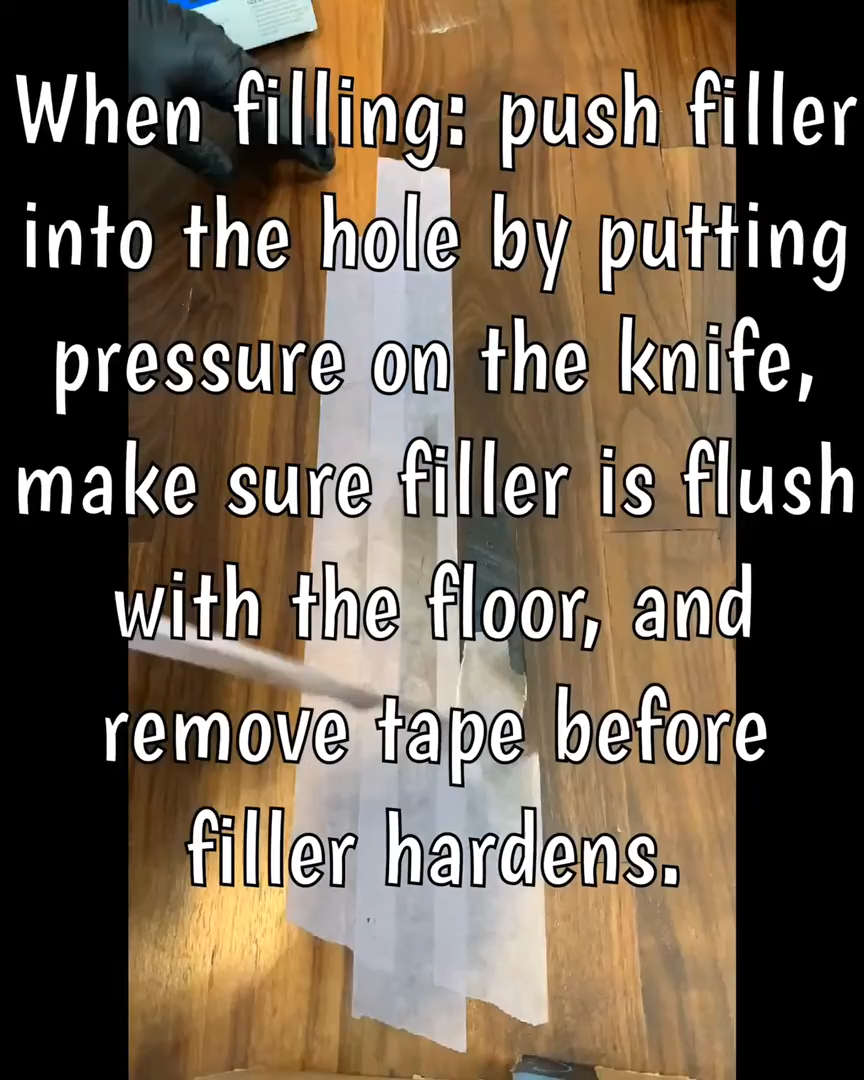 When filling: push filler
into the hole by putting
pressure on the knife,
make sure filler is flush
with the floor, and
remove tape before
filler hardens.